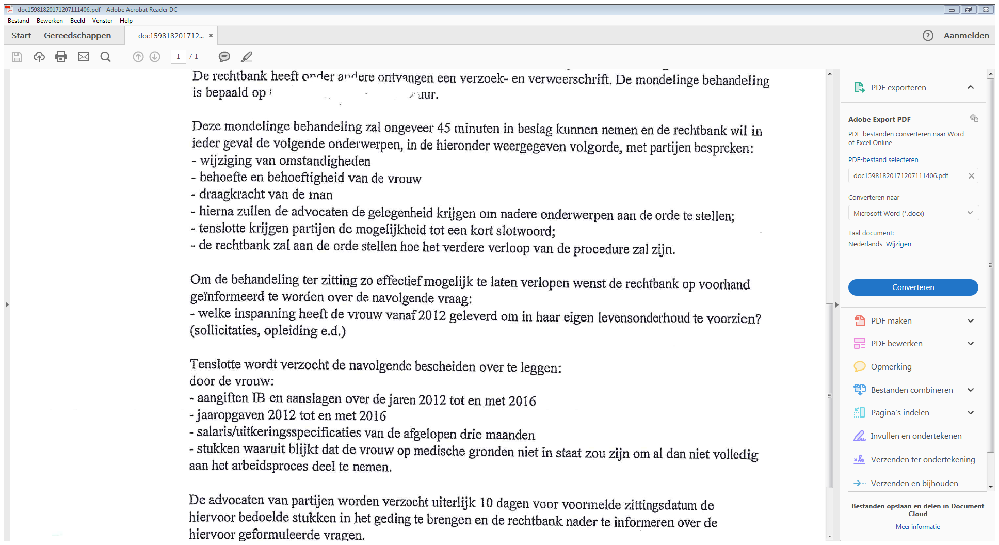 doc15981820171207111406.pdf - Adobe Acrobat Reader DC
Bestand Bewerken Beeld Venster Help
Start Gereedschappen doc159818201712... × ? Aanmelden
1 / 1
De rechtbank heeft onder andere ontvangen een verzoek- en verweerschrift. De mondelinge behandeling
is bepaald op uur.
Deze mondelinge behandeling zal ongeveer 45 minuten in beslag kunnen nemen en de rechtbank wil in
ieder geval de volgende onderwerpen, in de hieronder weergegeven volgorde, met partijen bespreken:
- wijziging van omstandigheden
- behoefte en behoeftigheid van de vrouw
- draagkracht van de man
- hierna zullen de advocaten de gelegenheid krijgen om nadere onderwerpen aan de orde te stellen;
- tenslotte krijgen partijen de mogelijkheid tot een kort slotwoord;
- de rechtbank zal aan de orde stellen hoe het verdere verloop van de procedure zal zijn.
Om de behandeling ter zitting zo effectief mogelijk te laten verlopen wenst de rechtbank op voorhand
geïnformeerd te worden over de navolgende vraag:
- welke inspanning heeft de vrouw vanaf 2012 geleverd om in haar eigen levensonderhoud te voorzien?
(sollicitaties, opleiding e.d.)
Tenslotte wordt verzocht de navolgende bescheiden over te leggen:
door de vrouw:
- aangiften IB en aanslagen over de jaren 2012 tot en met 2016
- jaaropgaven 2012 tot en met 2016
- salaris/uitkeringsspecificaties van de afgelopen drie maanden
- stukken waaruit blijkt dat de vrouw op medische gronden niet in staat zou zijn om al dan niet volledig
aan het arbeidsproces deel te nemen.
De advocaten van partijen worden verzocht uiterlijk 10 dagen voor voormelde zittingsdatum de
hiervoor bedoelde stukken in het geding te brengen en de rechtbank nader te informeren over de
hiervoor geformuleerde vragen.
PDF exporteren
Adobe Export PDF
PDF-bestanden converteren naar Word
of Excel Online
PDF-bestand selecteren
doc15981820171207111406.pdf
Converteren naar
Microsoft Word (*.docx)
Taal document:
Nederlands Wijzigen
Converteren
PDF maken
PDF bewerken
Opmerking
Bestanden combineren
Pagina's indelen
Invullen en ondertekenen
Verzenden ter ondertekening
Verzenden en bijhouden
Bestanden opslaan en delen in Document
Cloud
Meer informatie